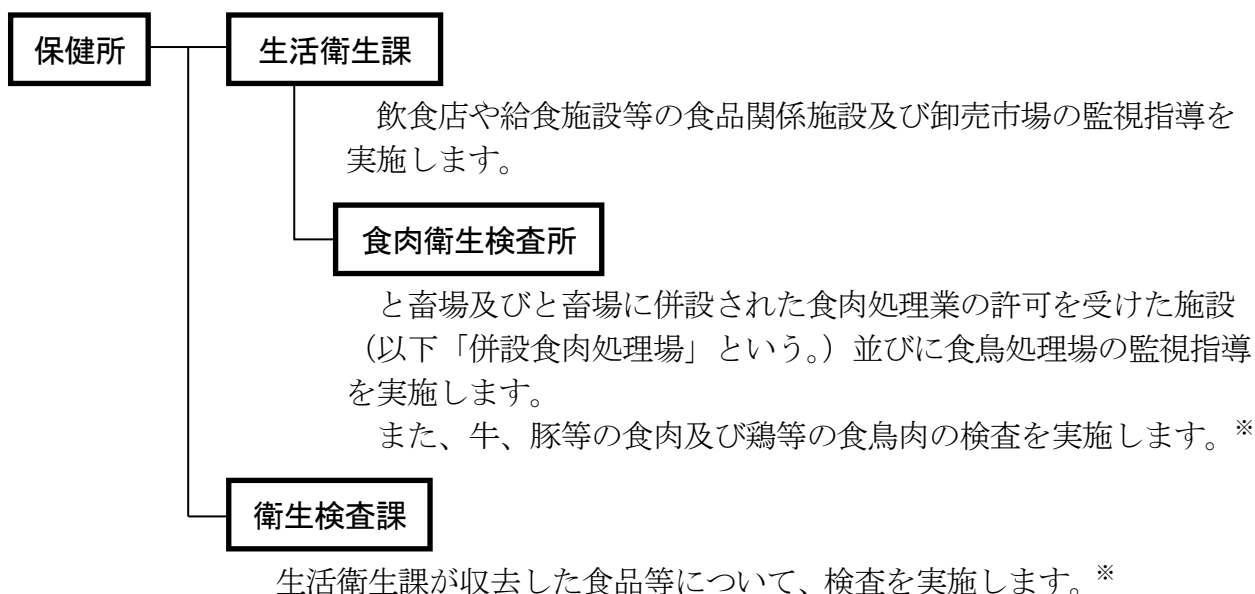 保健所
生活衛生課
飲食店や給食施設等の食品関係施設及び卸売市場の監視指導を
実施します。
食肉衛生検査所
と畜場及びと畜場に併設された食肉処理業の許可を受けた施設
（以下「併設食肉処理場」という。）並びに食鳥処理場の監視指導
を実施します。
また、牛、豚等の食肉及び鶏等の食鳥肉の検査を実施します。※
衛生検査課
生活衛生課が収去した食品等について、検査を実施します。※